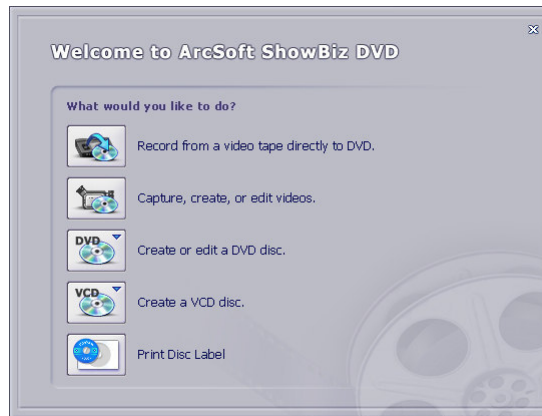 Welcome to ArcSoft ShowBiz DVD
What would you like to do?
Record from a video tape directly to DVD.
Capture, create, or edit videos.
DVD
Create or edit a DVD disc.
VCD
Create a VCD disc.
Print Disc Label